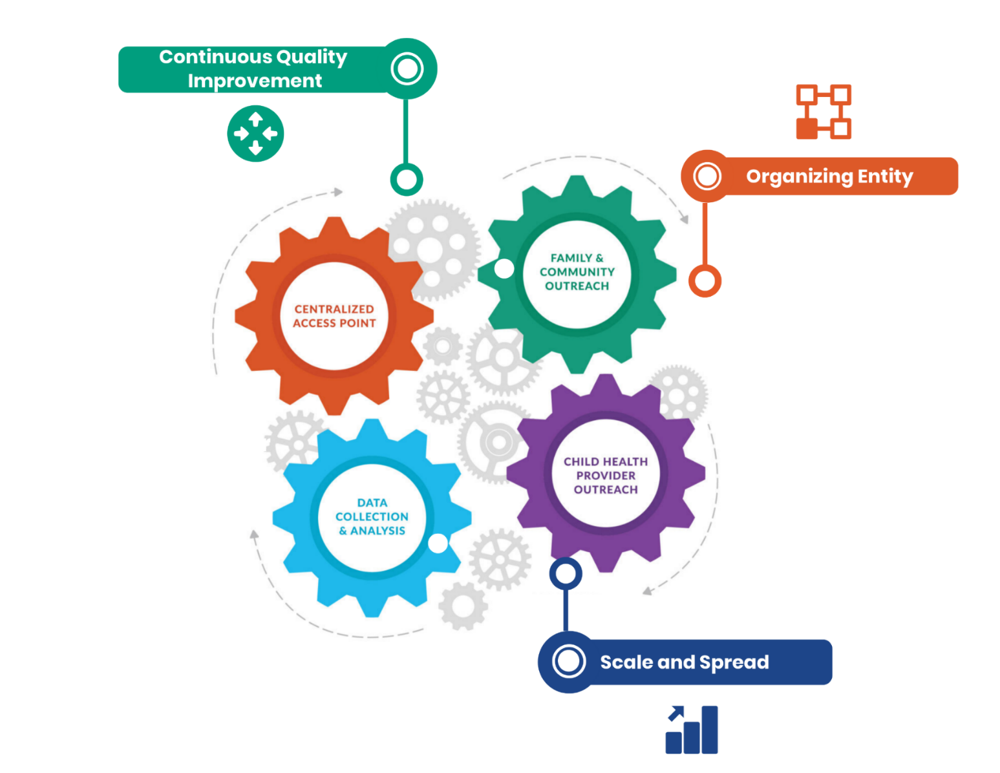 Continuous Quality
Improvement
Organizing Entity
FAMILY &
COMMUNITY
OUTREACH
CENTRALIZED
ACCESS POINT
CHILD HEALTH
PROVIDER
OUTREACH
DATA
COLLECTION
& ANALYSIS
Scale and Spread